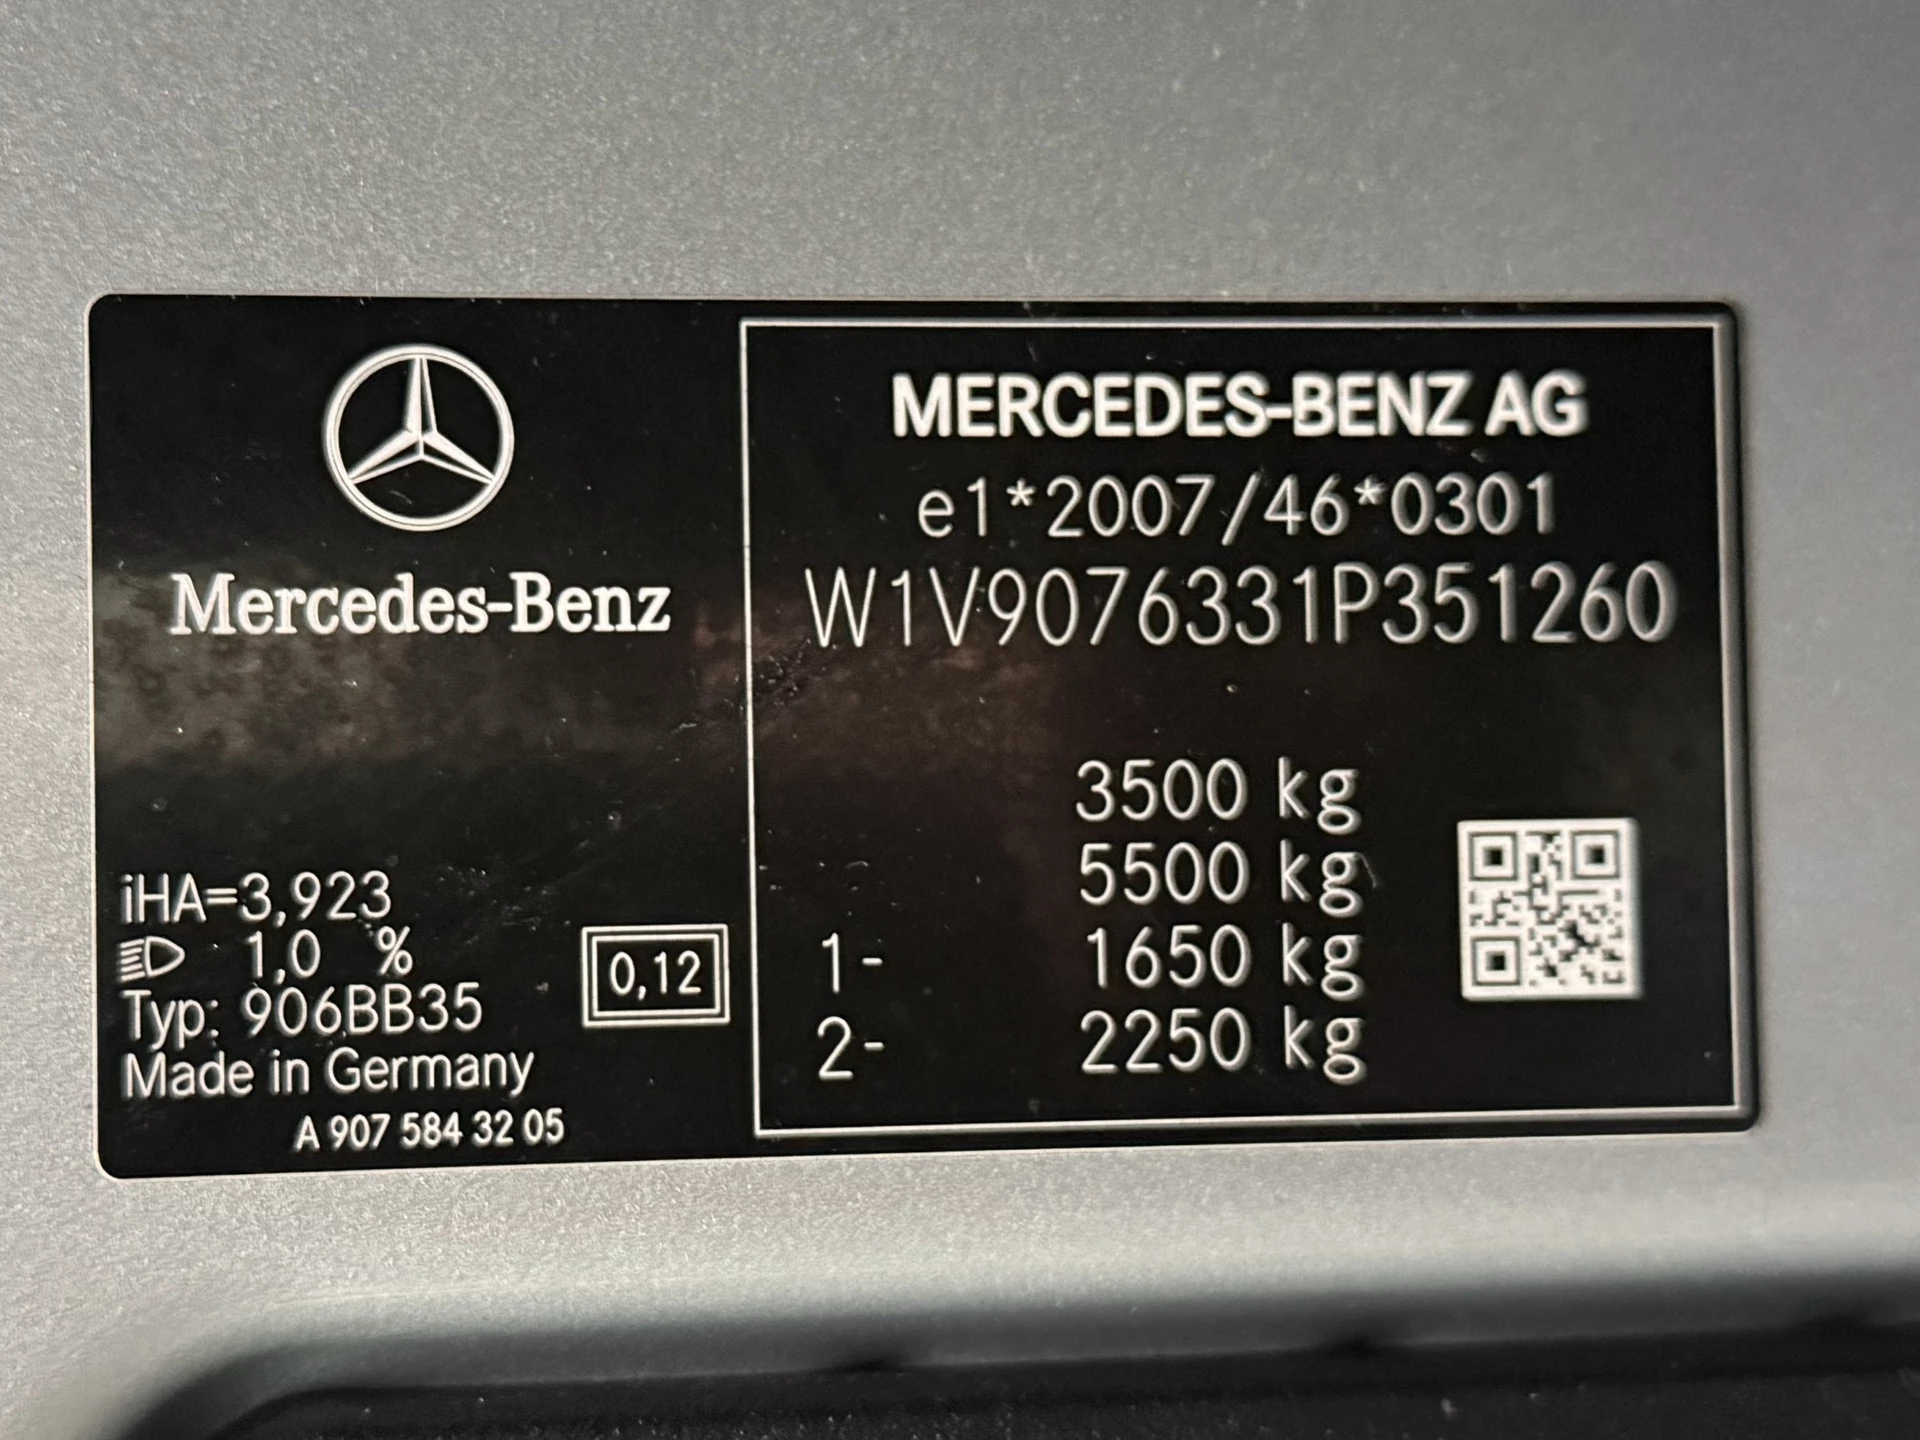 Mercedes-Benz
iHA=3,923
1,0 %
Typ: 906BB35
Made in Germany
A 907 584 32 05
0,12
MERCEDES-BENZ AG
e1*2007/46*0301
W1V9076331P351260
3500 kg
5500 kg
1- 1650 kg
2- 2250 kg